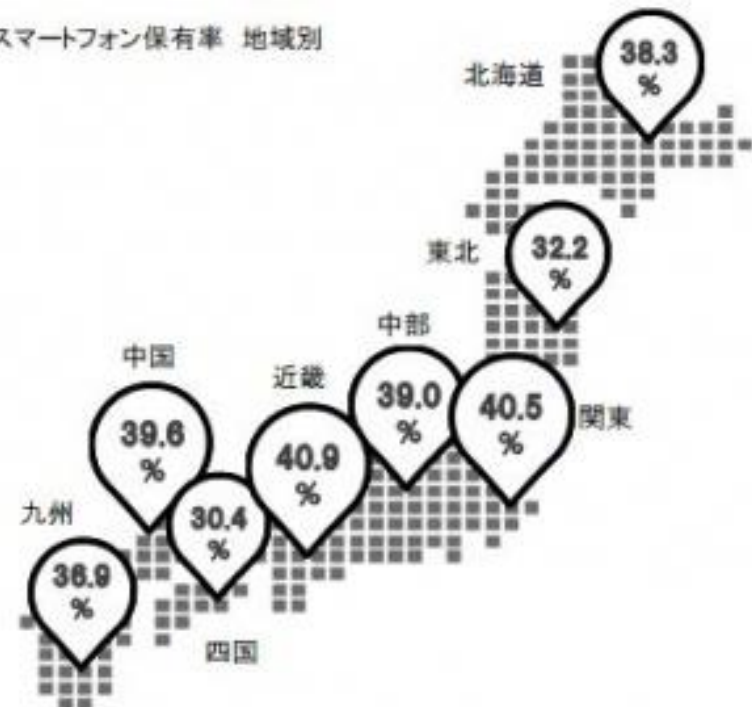 スマートフォン保有率 地域別
北海道
38.3
%
東北
32.2
%
中部
39.0
%
関東
40.5
%
近畿
40.9
%
中国
39.6
%
四国
30.4
%
九州
36.9
%